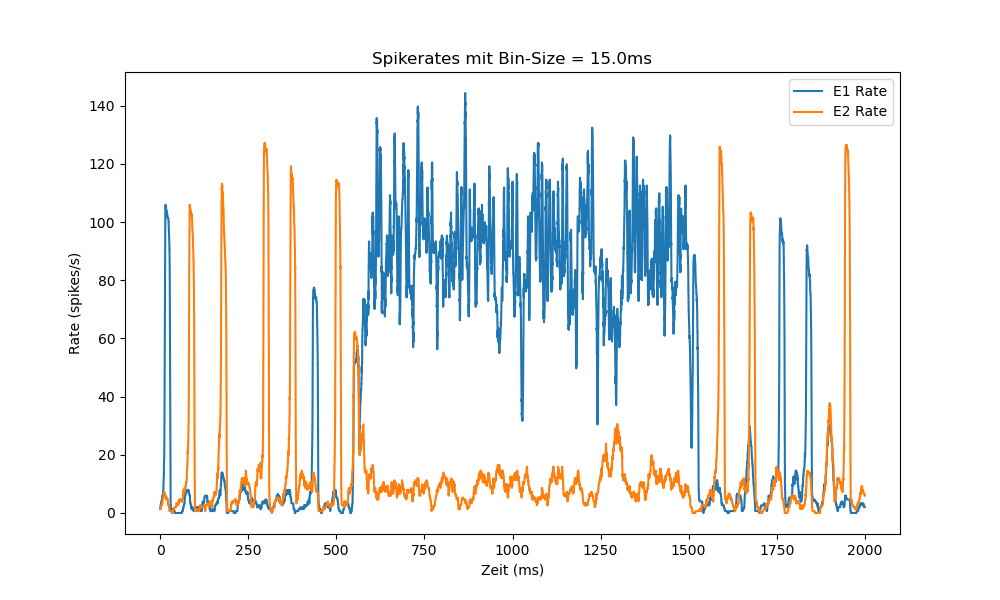 Spikerates mit Bin-Size = 15.0ms
E1 Rate
E2 Rate
140
120
100
80
60
40
20
0
Rate (spikes/s)
0 250 500 750 1000 1250 1500 1750 2000
Zeit (ms)